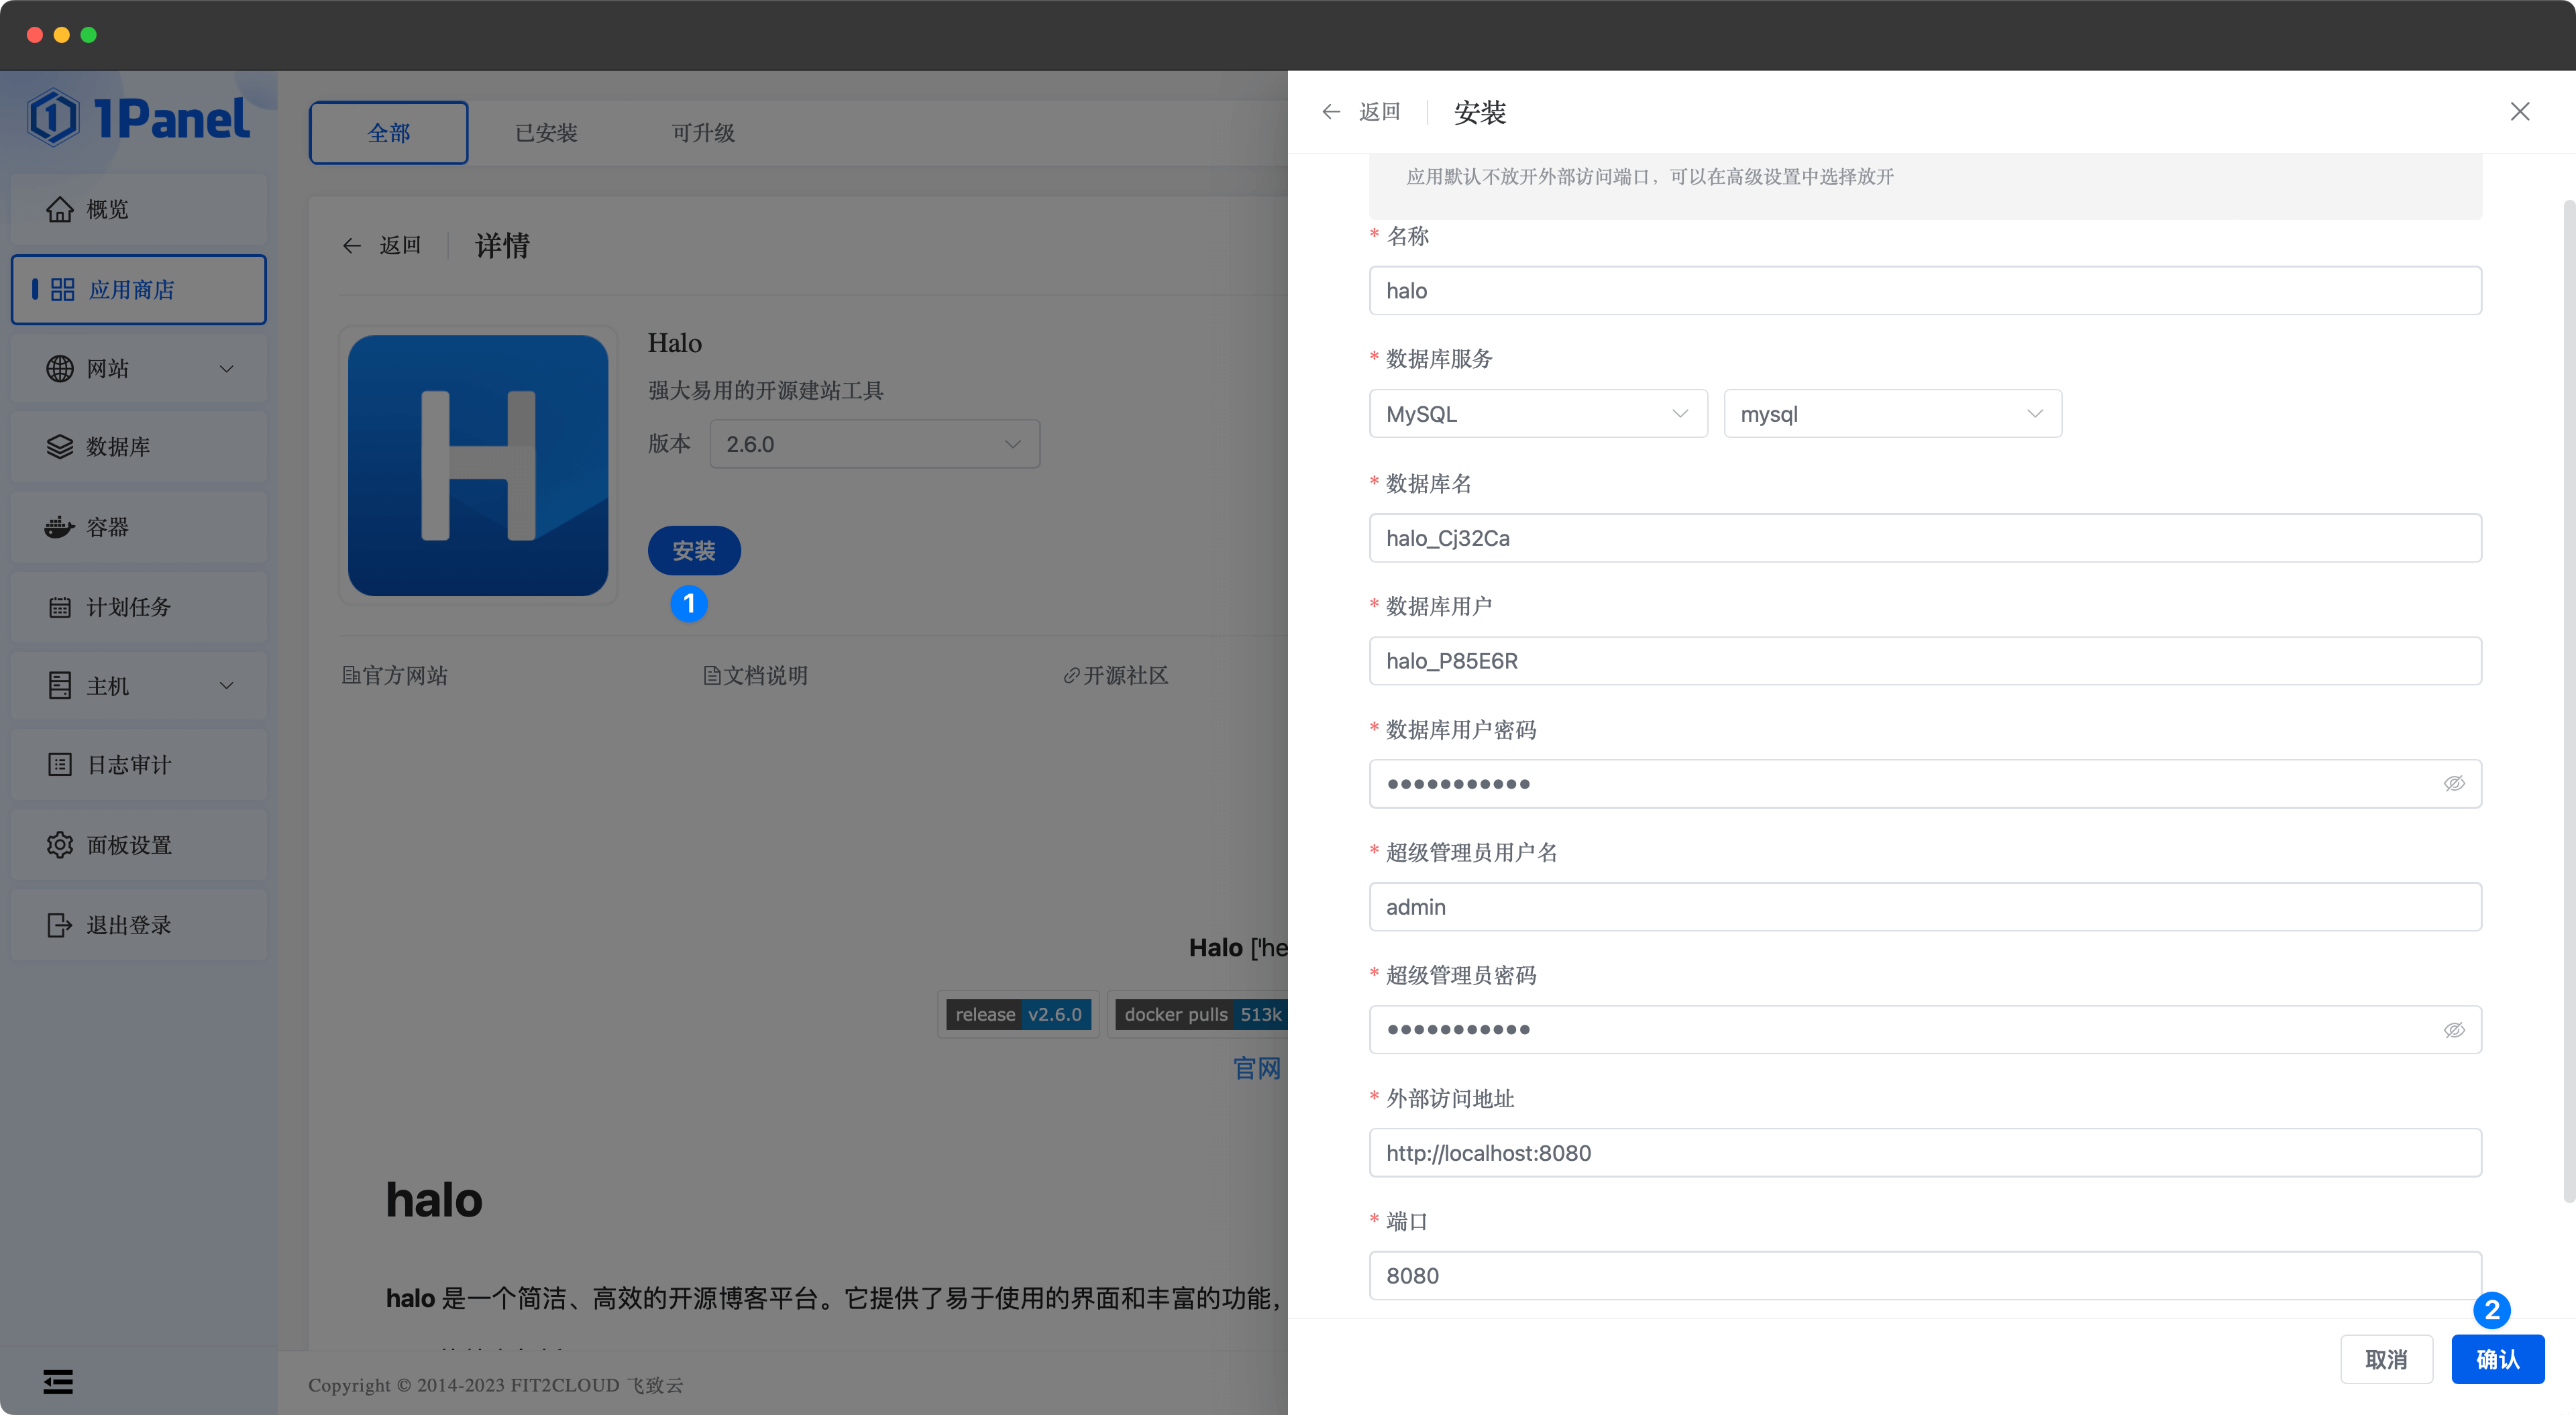 1Panel
概览
应用商店
网站
数据库
容器
计划任务
主机
日志审计
面板设置
退出登录
全部
已安装
可升级
返回
详情
Halo
强大易用的开源建站工具
版本 2.6.0
安装
1
官方网站
文档说明
开源社区
Halo ['he
release v2.6.0
docker pulls 513k
官网
halo
halo 是一个简洁、高效的开源博客平台。它提供了易于使用的界面和丰富的功能，
Copyright © 2014-2023 FIT2CLOUD 飞致云
返回
安装
应用默认不放开外部访问端口，可以在高级设置中选择放开
* 名称
halo
* 数据库服务
MySQL mysql
* 数据库名
halo_Cj32Ca
* 数据库用户
halo_P85E6R
* 数据库用户密码
•••••••••••
* 超级管理员用户名
admin
* 超级管理员密码
•••••••••••
* 外部访问地址
http://localhost:8080
* 端口
8080
2
取消
确认